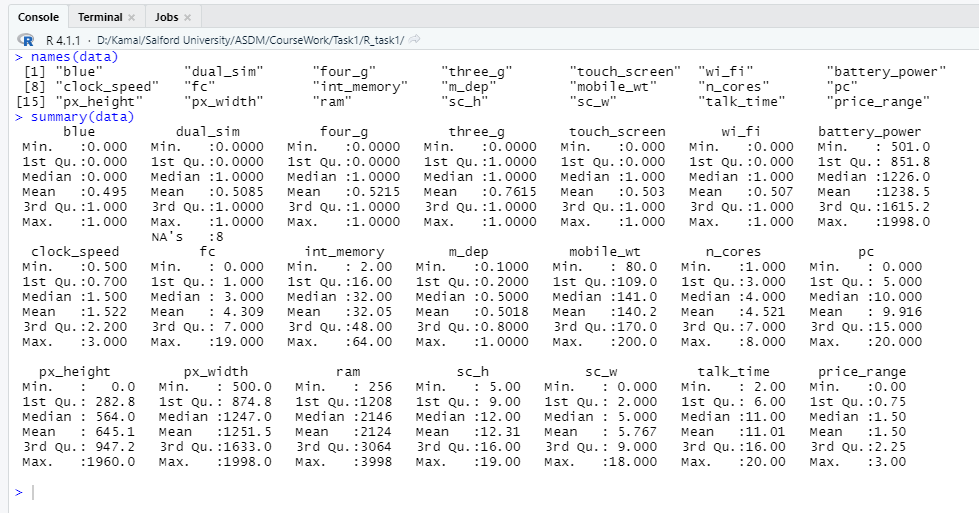 Console Terminal × Jobs ×
R R 4.1.1 · D:/Kamal/Salford University/ASDM/CourseWork/Task1/R_task1/
> names(data)
[1] "blue" "dual_sim" "four_g" "three_g" "touch_screen" "wi_fi" "battery_power"
[8] "clock_speed" "fc" "int_memory" "m_dep" "mobile_wt" "n_cores" "pc"
[15] "px_height" "px_width" "ram" "sc_h" "sc_w" "talk_time" "price_range"
> summary(data)
blue dual_sim four_g three_g touch_screen wi_fi battery_power
Min. :0.000 Min. :0.0000 Min. :0.0000 Min. :0.0000 Min. :0.000 Min. :0.000 Min. : 501.0
1st Qu.:0.000 1st Qu.:0.0000 1st Qu.:0.0000 1st Qu.:1.0000 1st Qu.:0.000 1st Qu.:0.000 1st Qu.: 851.8
Median :0.000 Median :1.0000 Median :1.0000 Median :1.0000 Median :1.000 Median :1.000 Median :1226.0
Mean :0.495 Mean :0.5085 Mean :0.5215 Mean :0.7615 Mean :0.503 Mean :0.507 Mean :1238.5
3rd Qu.:1.000 3rd Qu.:1.0000 3rd Qu.:1.0000 3rd Qu.:1.0000 3rd Qu.:1.000 3rd Qu.:1.000 3rd Qu.:1615.2
Max. :1.000 Max. :1.0000 Max. :1.0000 Max. :1.0000 Max. :1.000 Max. :1.000 Max. :1998.0
NA's :8
clock_speed fc int_memory m_dep mobile_wt n_cores pc
Min. :0.500 Min. : 0.000 Min. : 2.00 Min. :0.1000 Min. : 80.0 Min. :1.000 Min. : 0.000
1st Qu.:0.700 1st Qu.: 1.000 1st Qu.:16.00 1st Qu.:0.2000 1st Qu.:109.0 1st Qu.:3.000 1st Qu.: 5.000
Median :1.500 Median : 3.000 Median :32.00 Median :0.5000 Median :141.0 Median :4.000 Median :10.000
Mean :1.522 Mean : 4.309 Mean :32.05 Mean :0.5018 Mean :140.2 Mean :4.521 Mean : 9.916
3rd Qu.:2.200 3rd Qu.: 7.000 3rd Qu.:48.00 3rd Qu.:0.8000 3rd Qu.:170.0 3rd Qu.:7.000 3rd Qu.:15.000
Max. :3.000 Max. :19.000 Max. :64.00 Max. :1.0000 Max. :200.0 Max. :8.000 Max. :20.000
px_height px_width ram sc_h sc_w talk_time price_range
Min. : 0.0 Min. : 500.0 Min. : 256 Min. : 5.00 Min. : 0.000 Min. : 2.00 Min. :0.00
1st Qu.: 282.8 1st Qu.: 874.8 1st Qu.:1208 1st Qu.: 9.00 1st Qu.: 2.000 1st Qu.: 6.00 1st Qu.:0.75
Median : 564.0 Median :1247.0 Median :2146 Median :12.00 Median : 5.000 Median :11.00 Median :1.50
Mean : 645.1 Mean :1251.5 Mean :2124 Mean :12.31 Mean : 5.767 Mean :11.01 Mean :1.50
3rd Qu.: 947.2 3rd Qu.:1633.0 3rd Qu.:3064 3rd Qu.:16.00 3rd Qu.: 9.000 3rd Qu.:16.00 3rd Qu.:2.25
Max. :1960.0 Max. :1998.0 Max. :3998 Max. :19.00 Max. :18.000 Max. :20.00 Max. :3.00
>